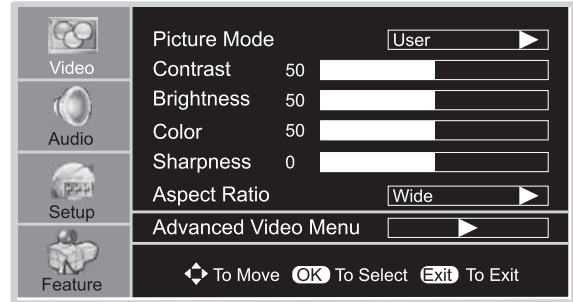 Video
Audio
Setup
Feature
Picture Mode User
Contrast 50
Brightness 50
Color 50
Sharpness 0
Aspect Ratio Wide
Advanced Video Menu
To Move OK To Select Exit To Exit